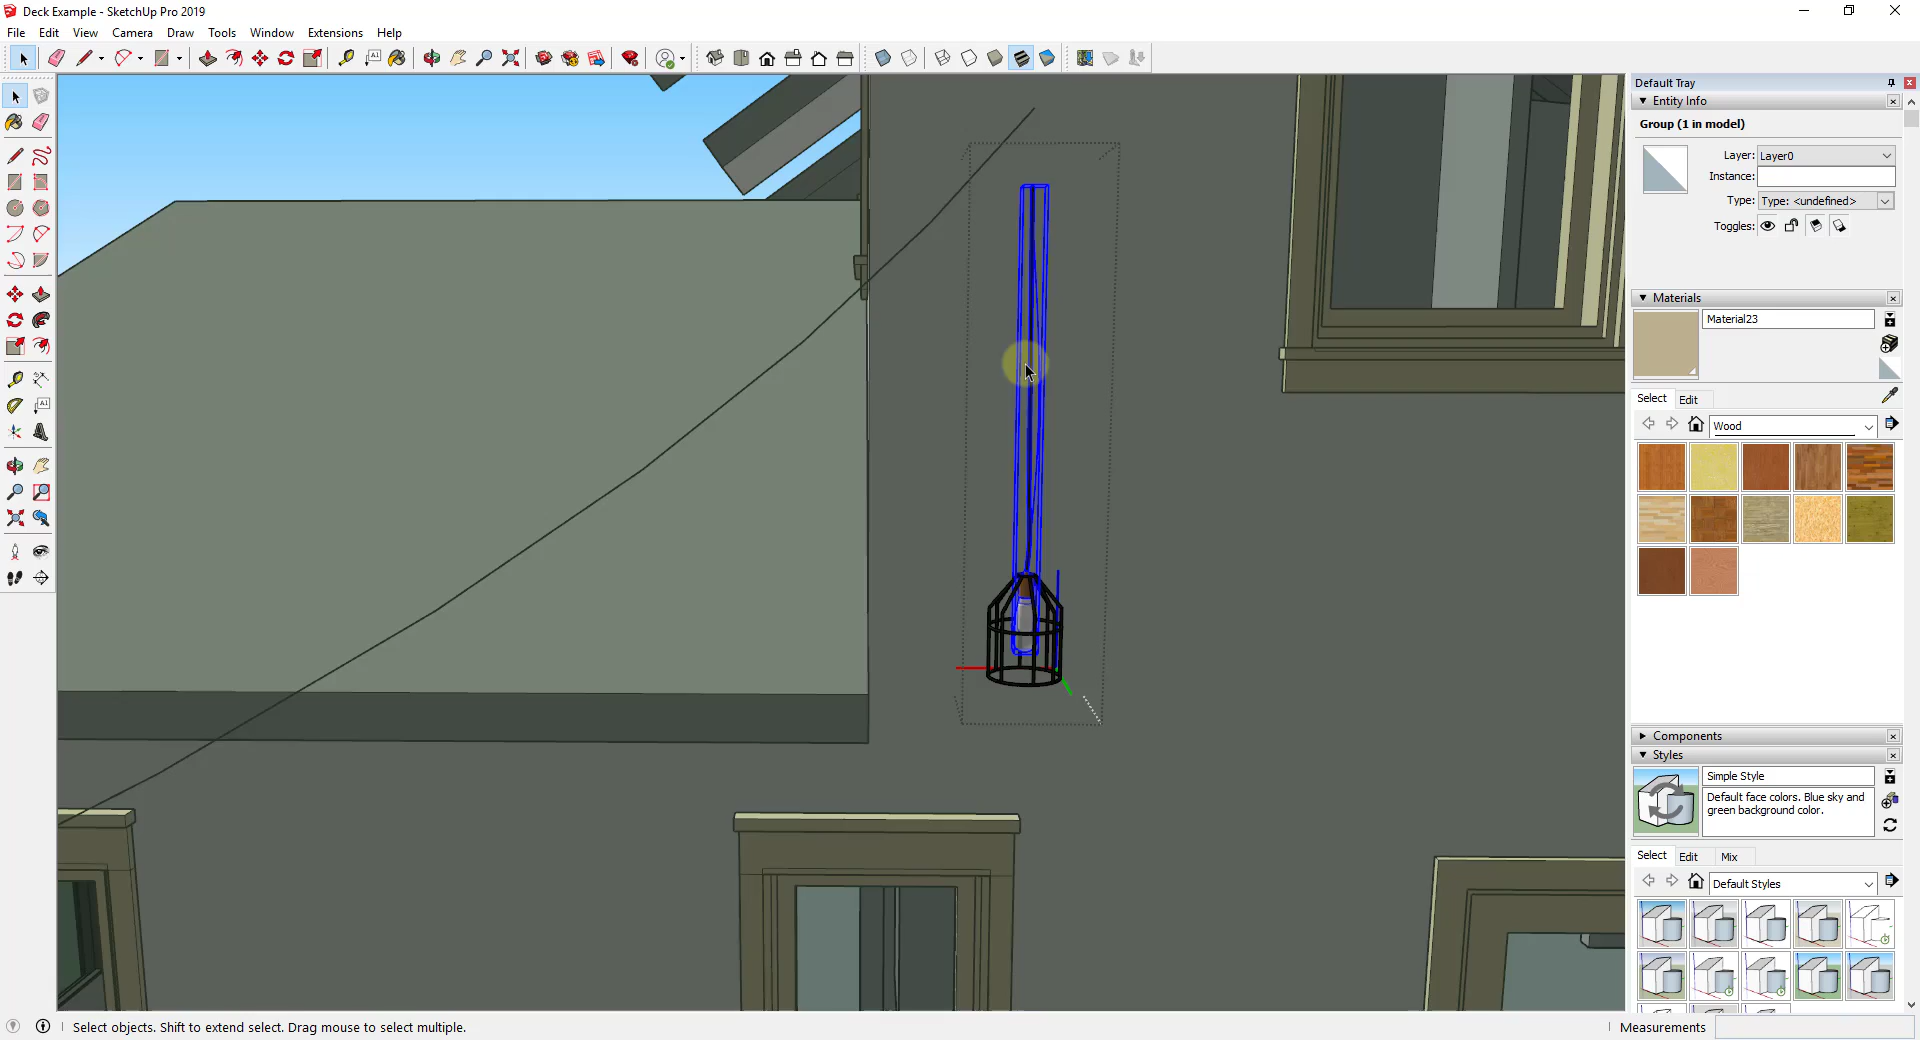 Deck Example - SketchUp Pro 2019
File Edit View Camera Draw Tools Window Extensions Help
Default Tray
Entity Info
Group (1 in model)
Layer: Layer0
Instance:
Type: Type: <undefined>
Toggles:
Materials
Material23
Select Edit
Wood
Components
Styles
Simple Style
Default face colors. Blue sky and
green background color.
Select Edit Mix
Default Styles
Select objects. Shift to extend select. Drag mouse to select multiple.
Measurements